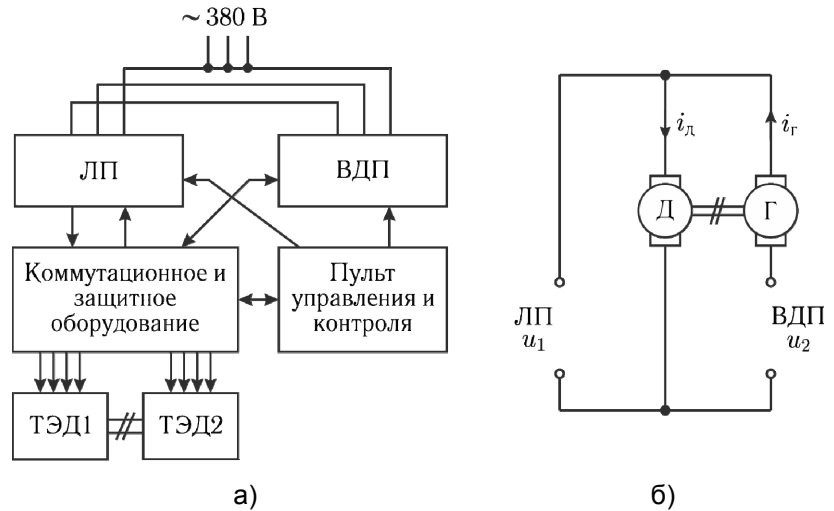 ~ 380 В
ЛП
ВДП
Коммутационное и
защитное
оборудование
Пульт
управления и
контроля
ТЭД1
ТЭД2
а)
iд
iг
Д
Г
ЛП
u1
ВДП
u2
б)